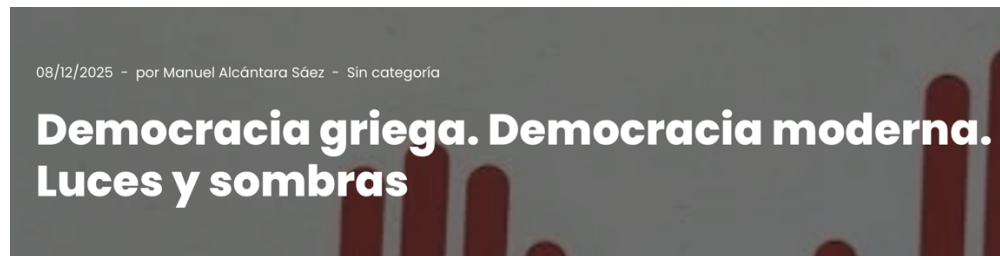 08/12/2025 - por Manuel Alcántara Sáez - Sin categoría
Democracia griega. Democracia moderna.
Luces y sombras